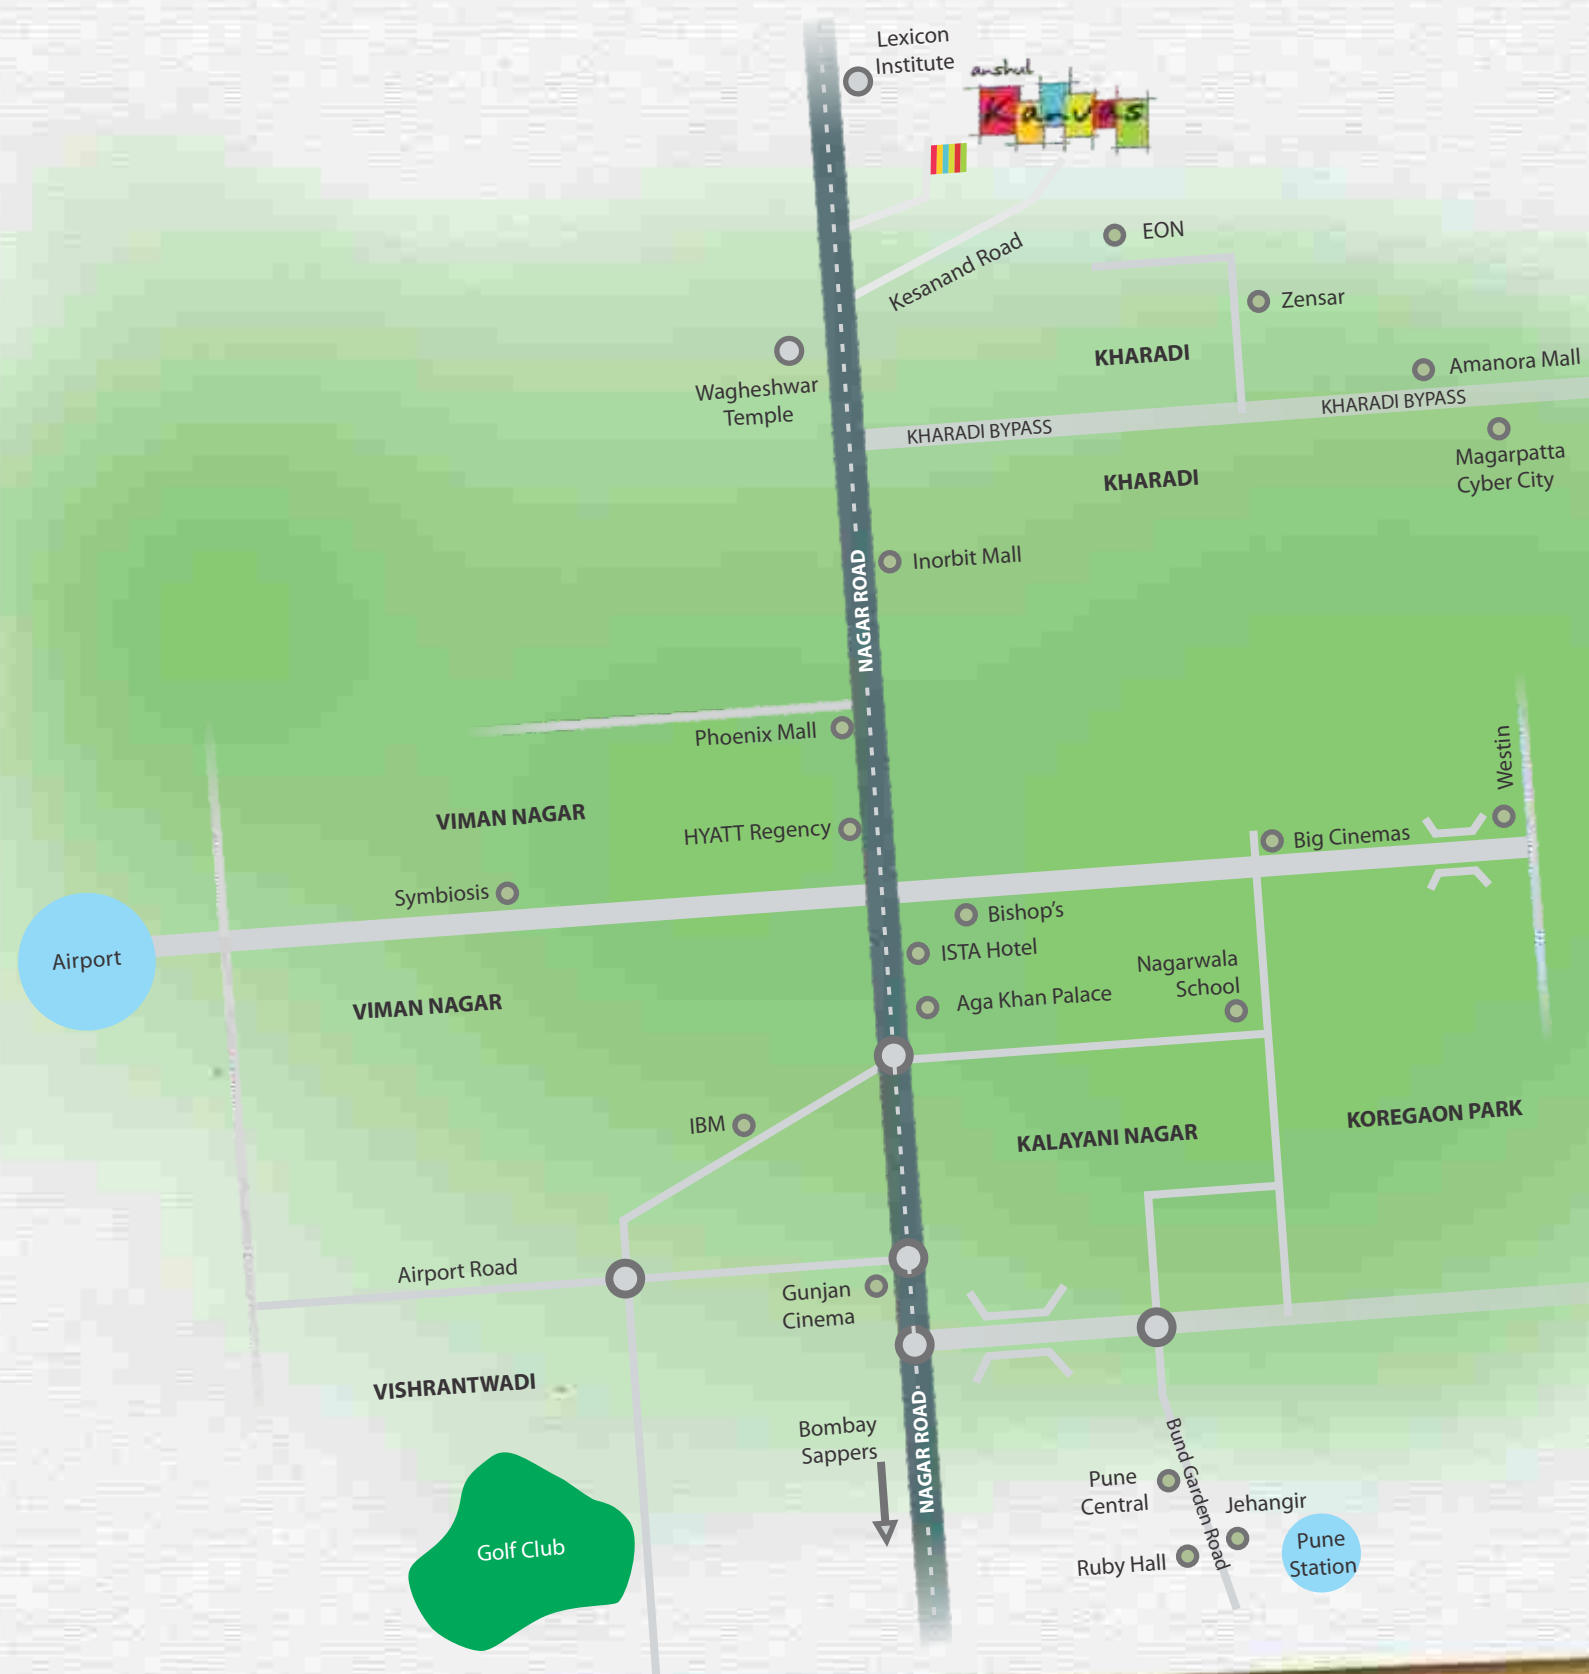 Lexicon
Institute
anshul
Kanvas
EON
Kesanand Road
Zensar
KHARADI
Wagheshwar
Temple
Amanora Mall
KHARADI BYPASS
KHARADI BYPASS
Magarpatta
Cyber City
KHARADI
Inorbit Mall
NAGAR ROAD
Phoenix Mall
Westin
VIMAN NAGAR
HYATT Regency
Big Cinemas
Symbiosis
Bishop's
Airport
ISTA Hotel
Nagarwala
School
Aga Khan Palace
VIMAN NAGAR
IBM
KALAYANI NAGAR
KOREGAON PARK
Airport Road
Gunjan
Cinema
VISHRANTWADI
Bombay
Sappers
NAGAR ROAD
Bund Garden Road
Pune
Central
Jehangir
Golf Club
Ruby Hall
Pune
Station